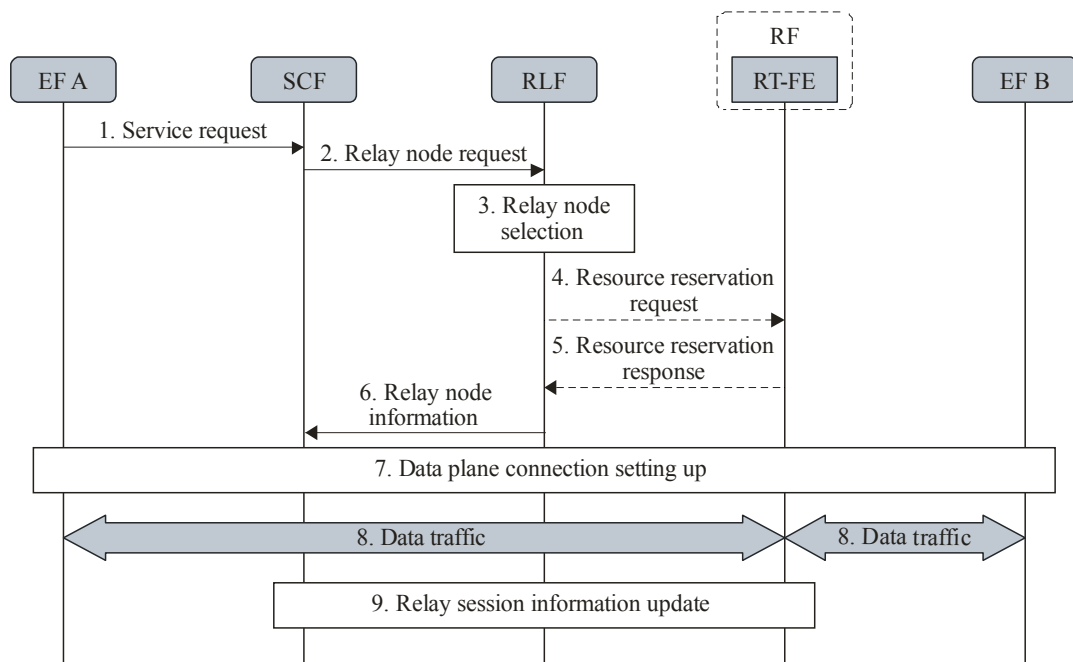 RF
EF A
SCF
RLF
RT-FE
EF B
1. Service request
2. Relay node request
3. Relay node
selection
4. Resource reservation
request
5. Resource reservation
response
6. Relay node
information
7. Data plane connection setting up
8. Data traffic
8. Data traffic
9. Relay session information update